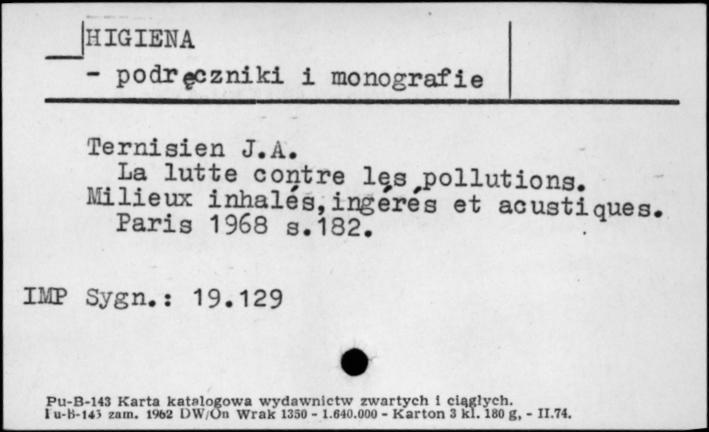 HIGIENA
- podręczniki i monografie
Ternisien J.A.
La lutte contre les pollutions.
Milieux inhalés, ingérés et acustiques.
Paris 1968 s.182.
IMP Sygn.: 19.129
Pu-B-143 Karta katalogowa wydawnictw zwartych i ciągłych.
Pu-B-143 zam. 1962 DW/On Wrak 1350 - 1.640.000 - Karton 3 kl. 180 g, - II.74.